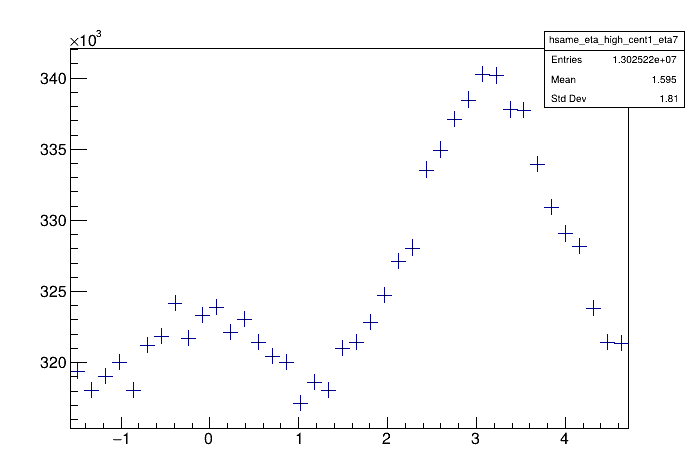 ×10³
hsame_eta_high_cent1_eta7
Entries 1.302522e+07
Mean 1.595
Std Dev 1.81
340
335
330
325
320
−1 0 1 2 3 4